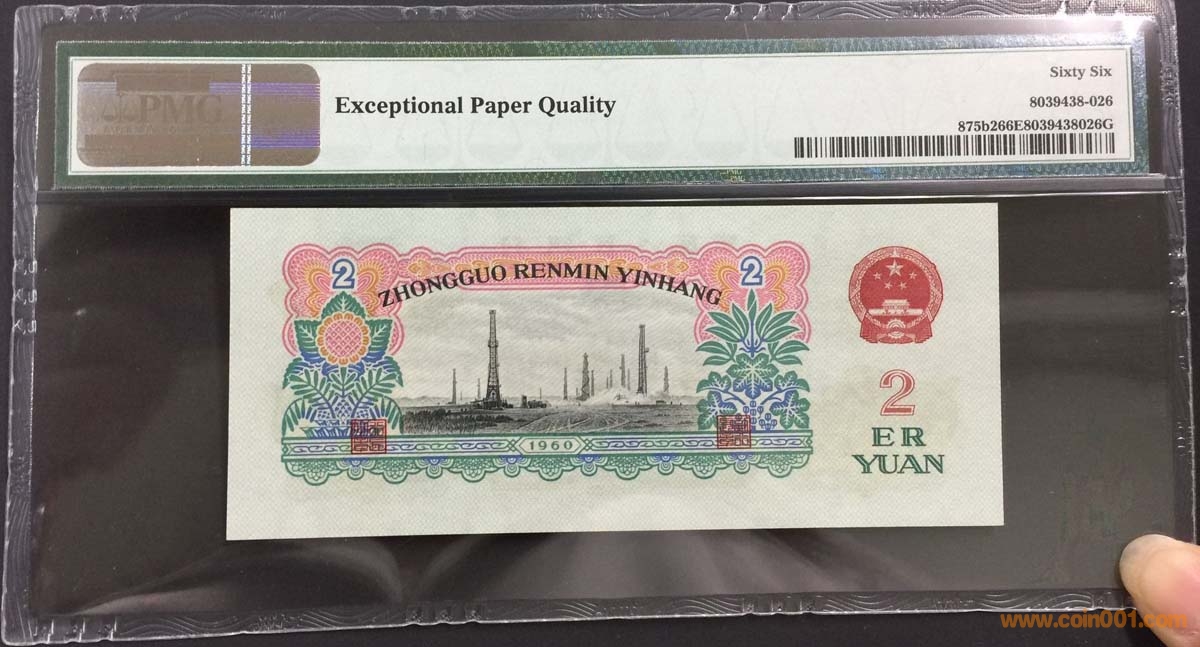 PMG
Exceptional Paper Quality
Sixty Six
8039438-026
875b266E8039438026G
2
2
ZHONGGUO RENMIN YINHANG
1960
2
ER
YUAN
www.coin001.com